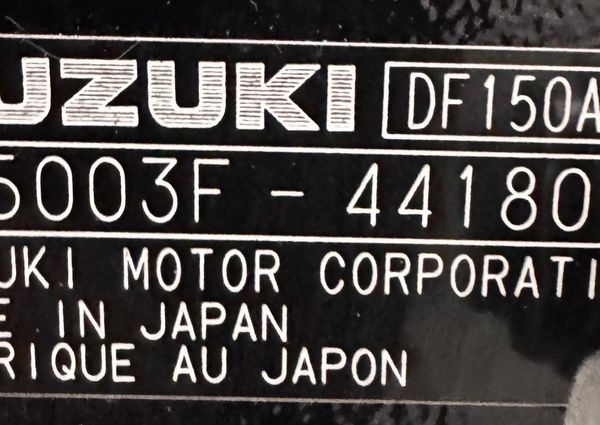 UZUKI DF150A
5003F - 44180
UKI MOTOR CORPORATI
E IN JAPAN
RIQUE AU JAPON